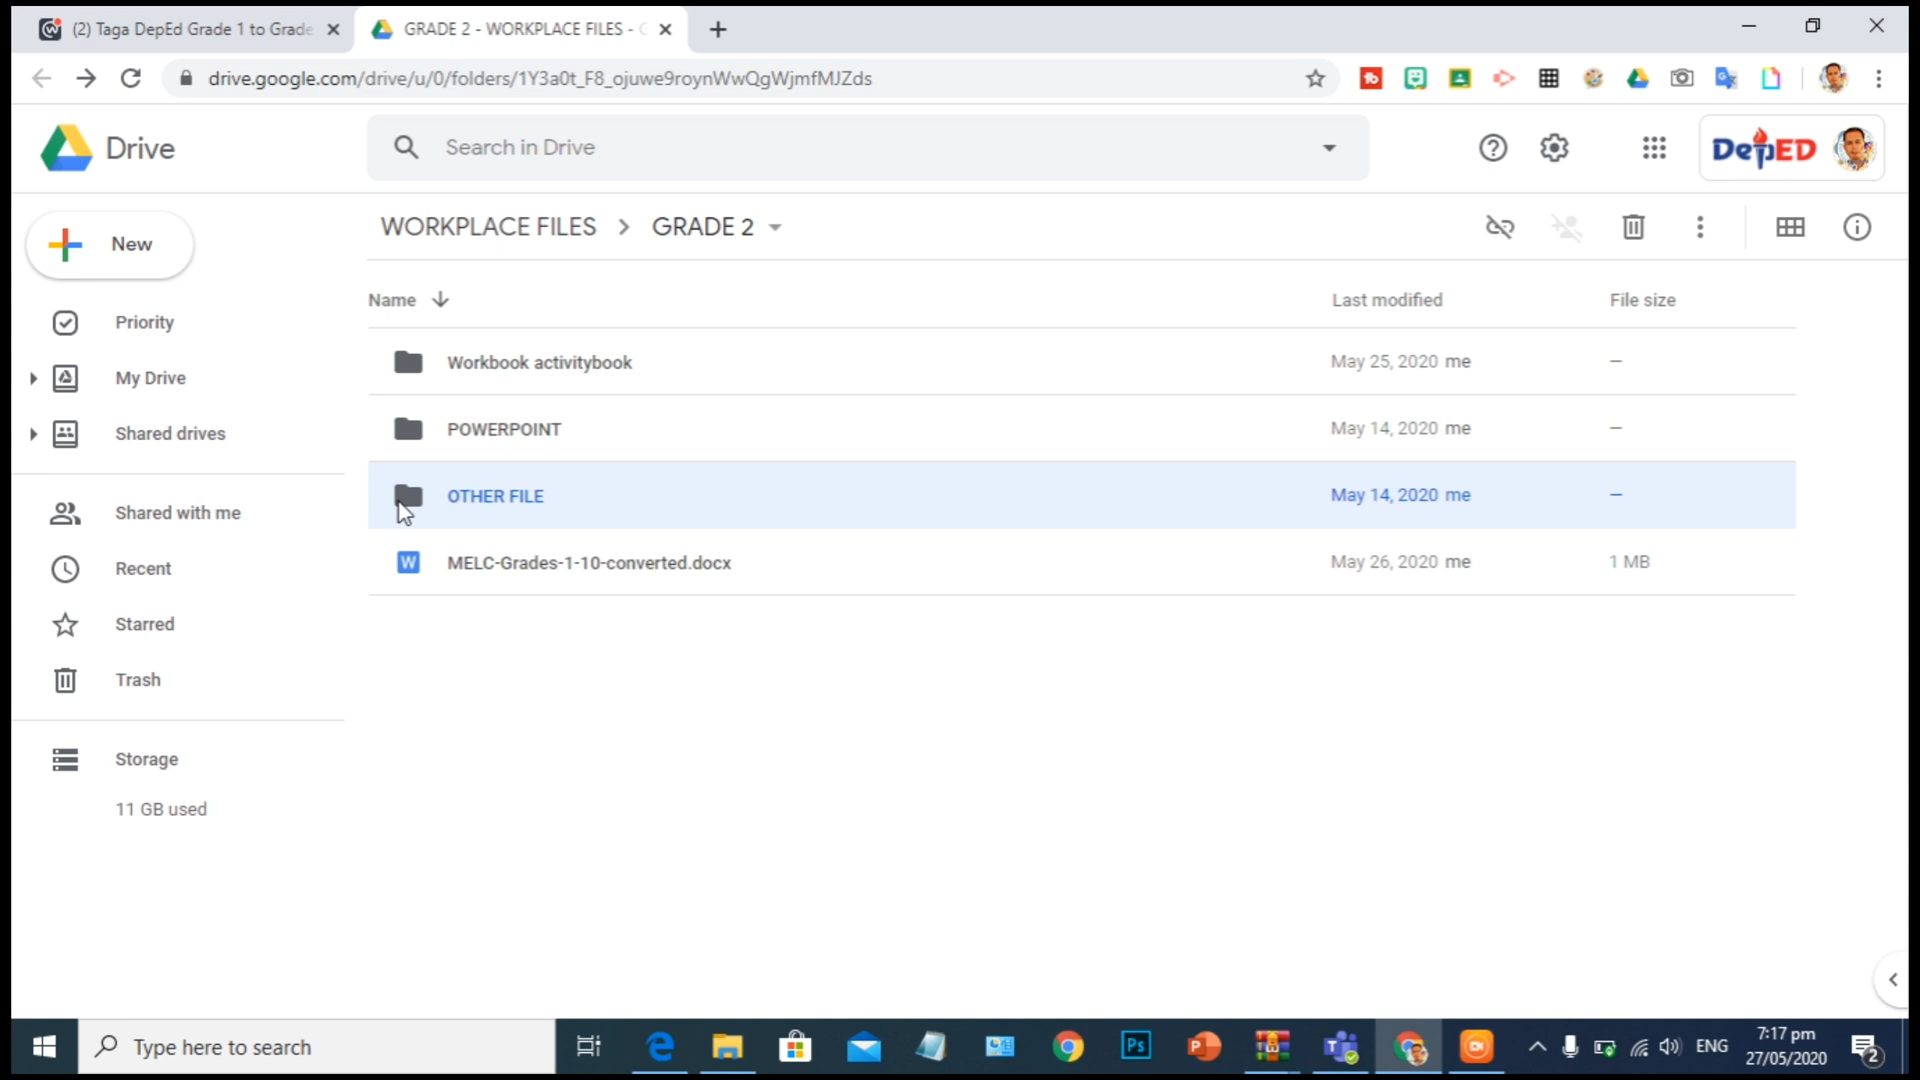 (2) Taga DepEd Grade 1 to Grade
GRADE 2 - WORKPLACE FILES - G
drive.google.com/drive/u/0/folders/1Y3a0t_F8_ojuwe9roynWwQgWjmfMJZds
Drive
Search in Drive
DepED
New
WORKPLACE FILES > GRADE 2
Name Last modified File size
Priority
Workbook activitybook May 25, 2020 me –
My Drive
POWERPOINT May 14, 2020 me –
Shared drives
OTHER FILE May 14, 2020 me –
Shared with me
MELC-Grades-1-10-converted.docx May 26, 2020 me 1 MB
Recent
Starred
Trash
Storage
11 GB used
Type here to search
Ps
ENG
7:17 pm
27/05/2020
2